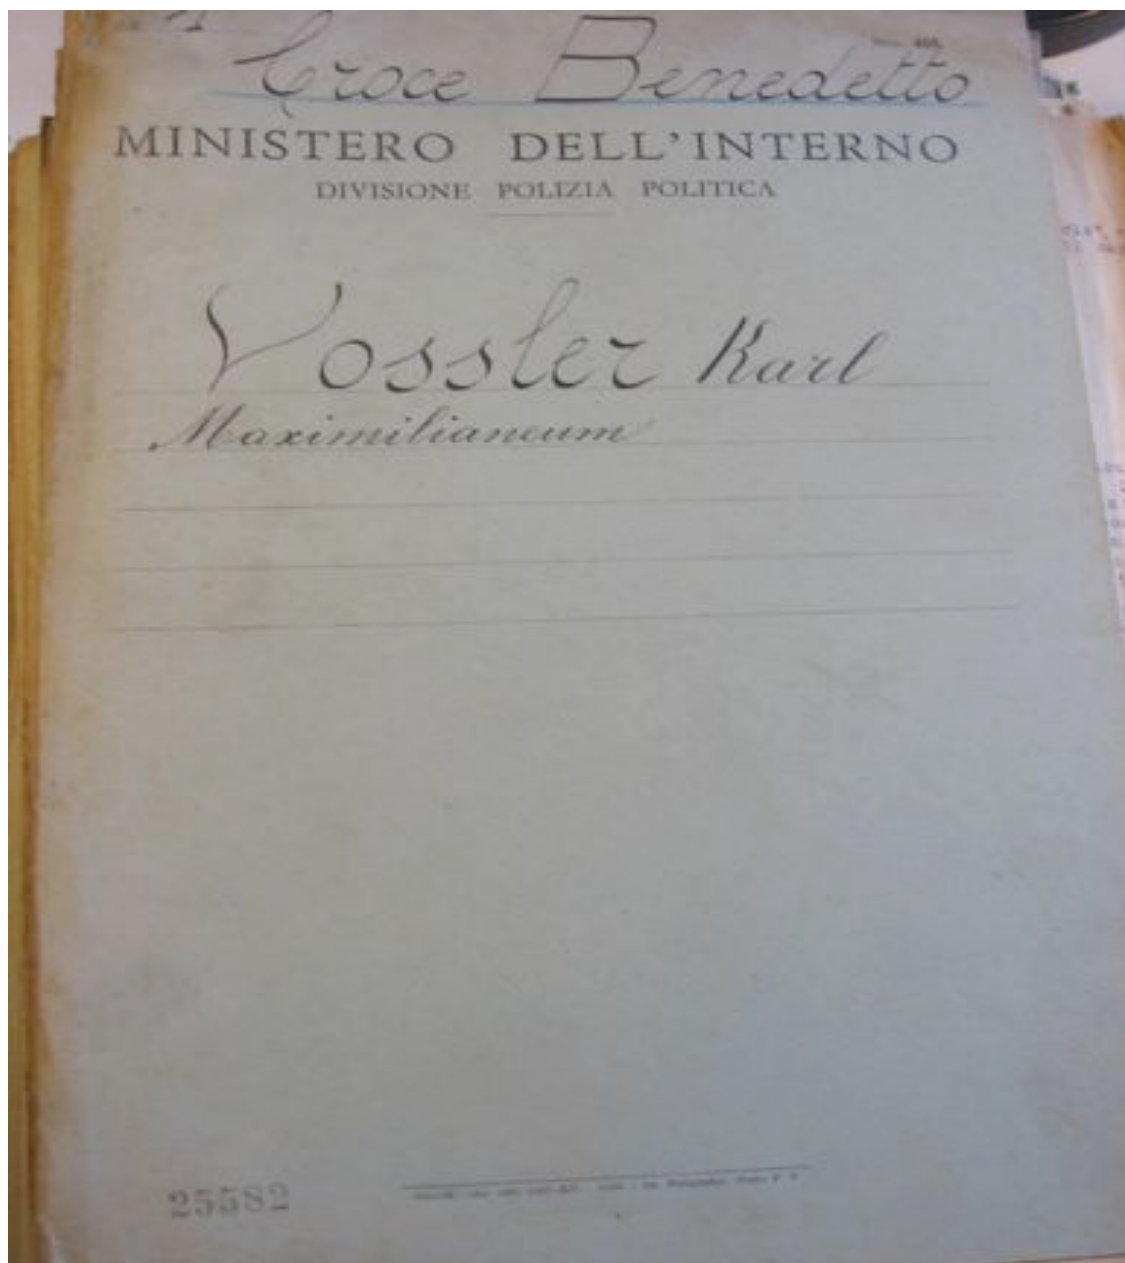 Croce Benedetto
MINISTERO DELL'INTERNO
DIVISIONE POLIZIA POLITICA
Vossler Karl
Maximilianeum
25582